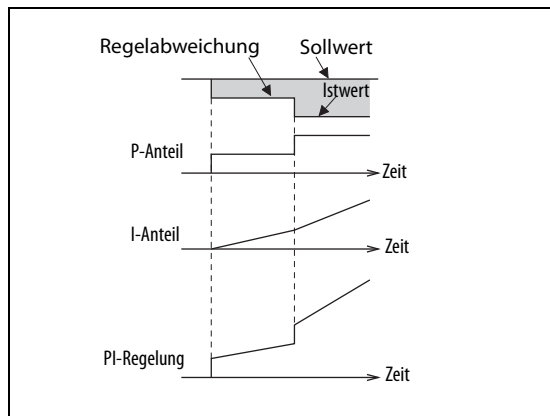 Regelabweichung
Sollwert
Istwert
P-Anteil
Zeit
I-Anteil
Zeit
PI-Regelung
Zeit